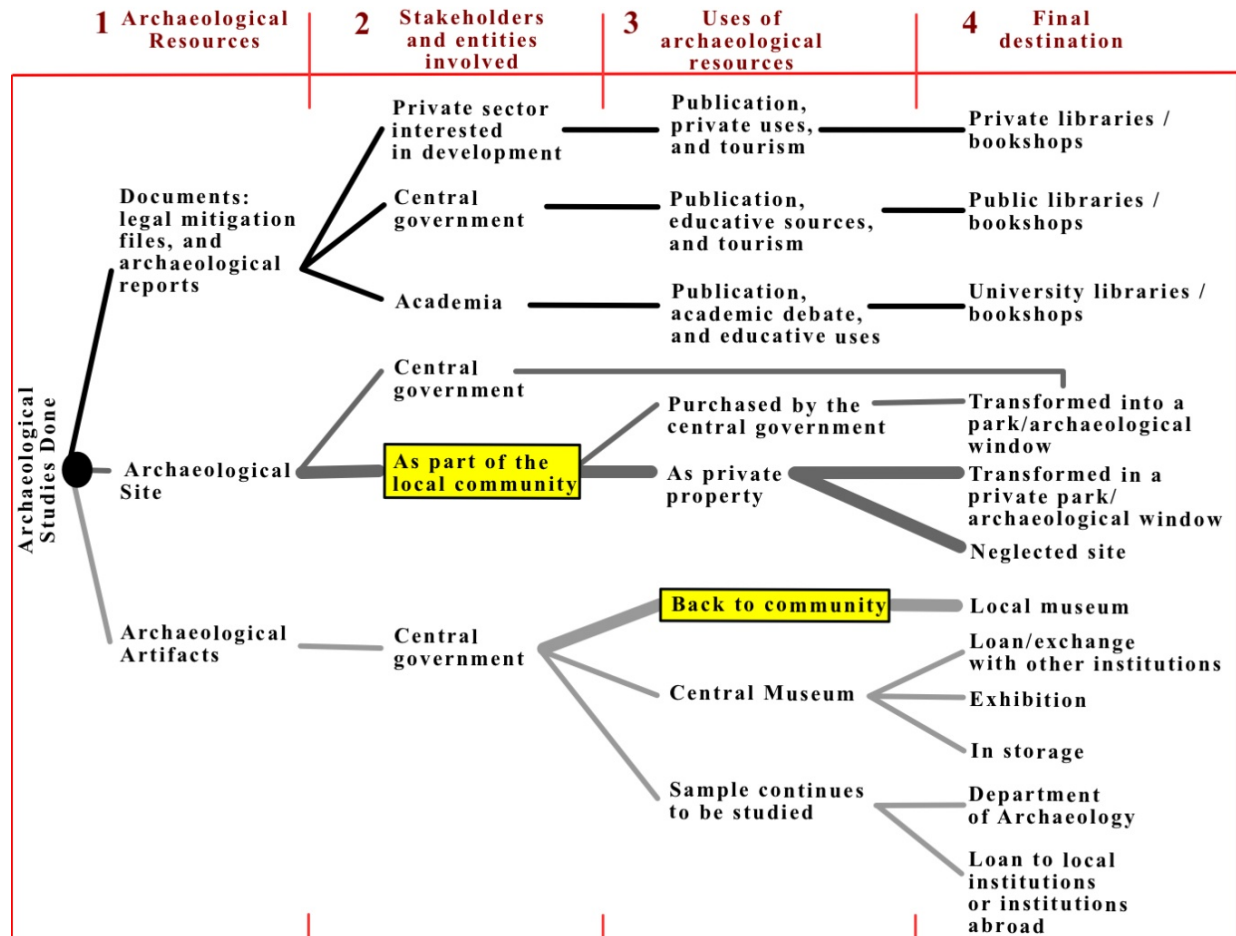 1 Archaeological
Resources
2 Stakeholders
and entities
involved
3 Uses of
archaeological
resources
4 Final
destination
Archaeological
Studies Done
Documents:
legal mitigation
files, and
archaeological
reports
Private sector
interested
in development
Publication,
private uses,
and tourism
Private libraries /
bookshops
Central
government
Publication,
educative sources,
and tourism
Public libraries /
bookshops
Academia
Publication,
academic debate,
and educative uses
University libraries /
bookshops
Archaeological
Site
Central
government
As part of the
local community
Purchased by the
central government
Transformed into a
park/archaeological
window
As private
property
Transformed in a
private park/
archaeological window
Neglected site
Archaeological
Artifacts
Central
government
Back to community
Local museum
Central Museum
Loan/exchange
with other institutions
Exhibition
In storage
Sample continues
to be studied
Department
of Archaeology
Loan to local
institutions
or institutions
abroad